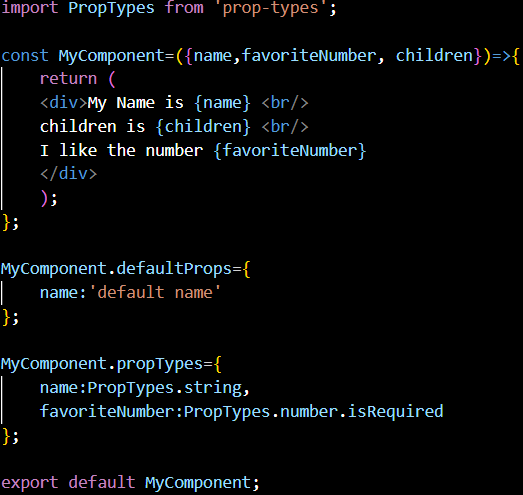 import PropTypes from 'prop-types';
const MyComponent=({name,favoriteNumber, children})=>{
    return (
    <div>My Name is {name} <br/>
    children is {children} <br/>
    I like the number {favoriteNumber}
    </div>
    );
};
MyComponent.defaultProps={
    name:'default name'
};
MyComponent.propTypes={
    name:PropTypes.string,
    favoriteNumber:PropTypes.number.isRequired
};
export default MyComponent;